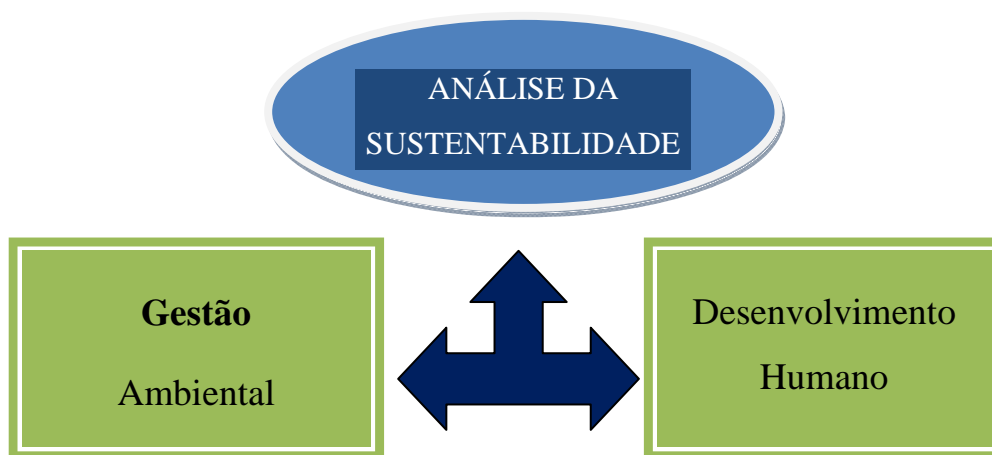 ANÁLISE DA
SUSTENTABILIDADE
Gestão
Ambiental
Desenvolvimento
Humano